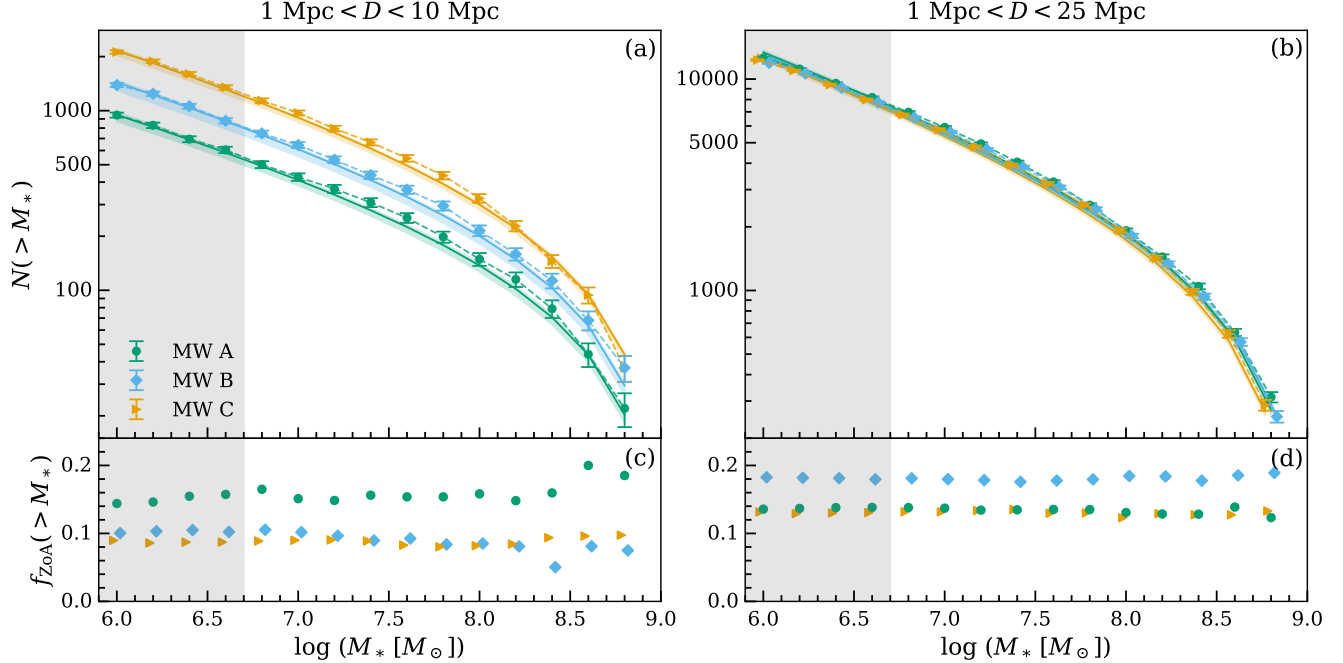 1 Mpc < D < 10 Mpc
1 Mpc < D < 25 Mpc
(a)
(b)
N(> M∗)
1000
500
100
10000
5000
1000
MW A
MW B
MW C
(c)
(d)
f_ZoA(> M∗)
0.2
0.1
0.0
0.2
0.1
0.0
6.0 6.5 7.0 7.5 8.0 8.5 9.0
6.0 6.5 7.0 7.5 8.0 8.5 9.0
log (M∗ [M⊙])
log (M∗ [M⊙])